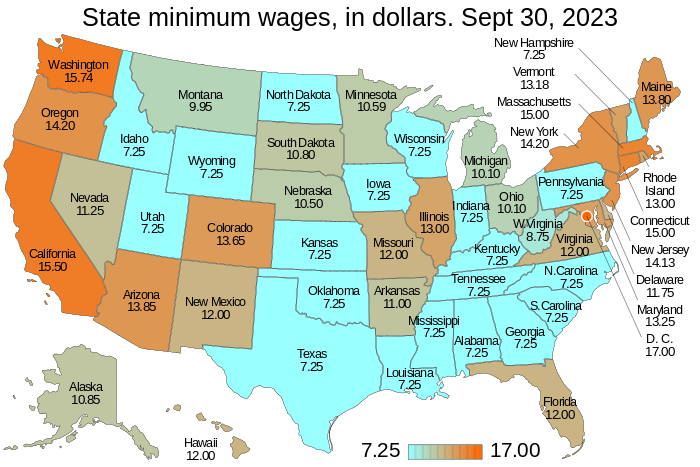 State minimum wages, in dollars. Sept 30, 2023
New Hampshire
7.25
Vermont
13.18
Massachusetts
15.00
New York
14.20
Washington
15.74
Oregon
14.20
Idaho
7.25
Montana
9.95
North Dakota
7.25
Minnesota
10.59
Wisconsin
7.25
Michigan
10.10
Maine
13.80
South Dakota
10.80
Wyoming
7.25
Nebraska
10.50
Iowa
7.25
Illinois
13.00
Indiana
7.25
Ohio
10.10
Pennsylvania
7.25
Rhode
Island
13.00
Connecticut
15.00
New Jersey
14.13
Delaware
11.75
Maryland
13.25
D. C.
17.00
Nevada
11.25
Utah
7.25
Colorado
13.65
Kansas
7.25
Missouri
12.00
Kentucky
7.25
W.Virginia
8.75
Virginia
12.00
California
15.50
Arizona
13.85
New Mexico
12.00
Oklahoma
7.25
Arkansas
11.00
Tennessee
7.25
N.Carolina
7.25
S.Carolina
7.25
Texas
7.25
Louisiana
7.25
Mississippi
7.25
Alabama
7.25
Georgia
7.25
Florida
12.00
Alaska
10.85
Hawaii
12.00
7.25 17.00